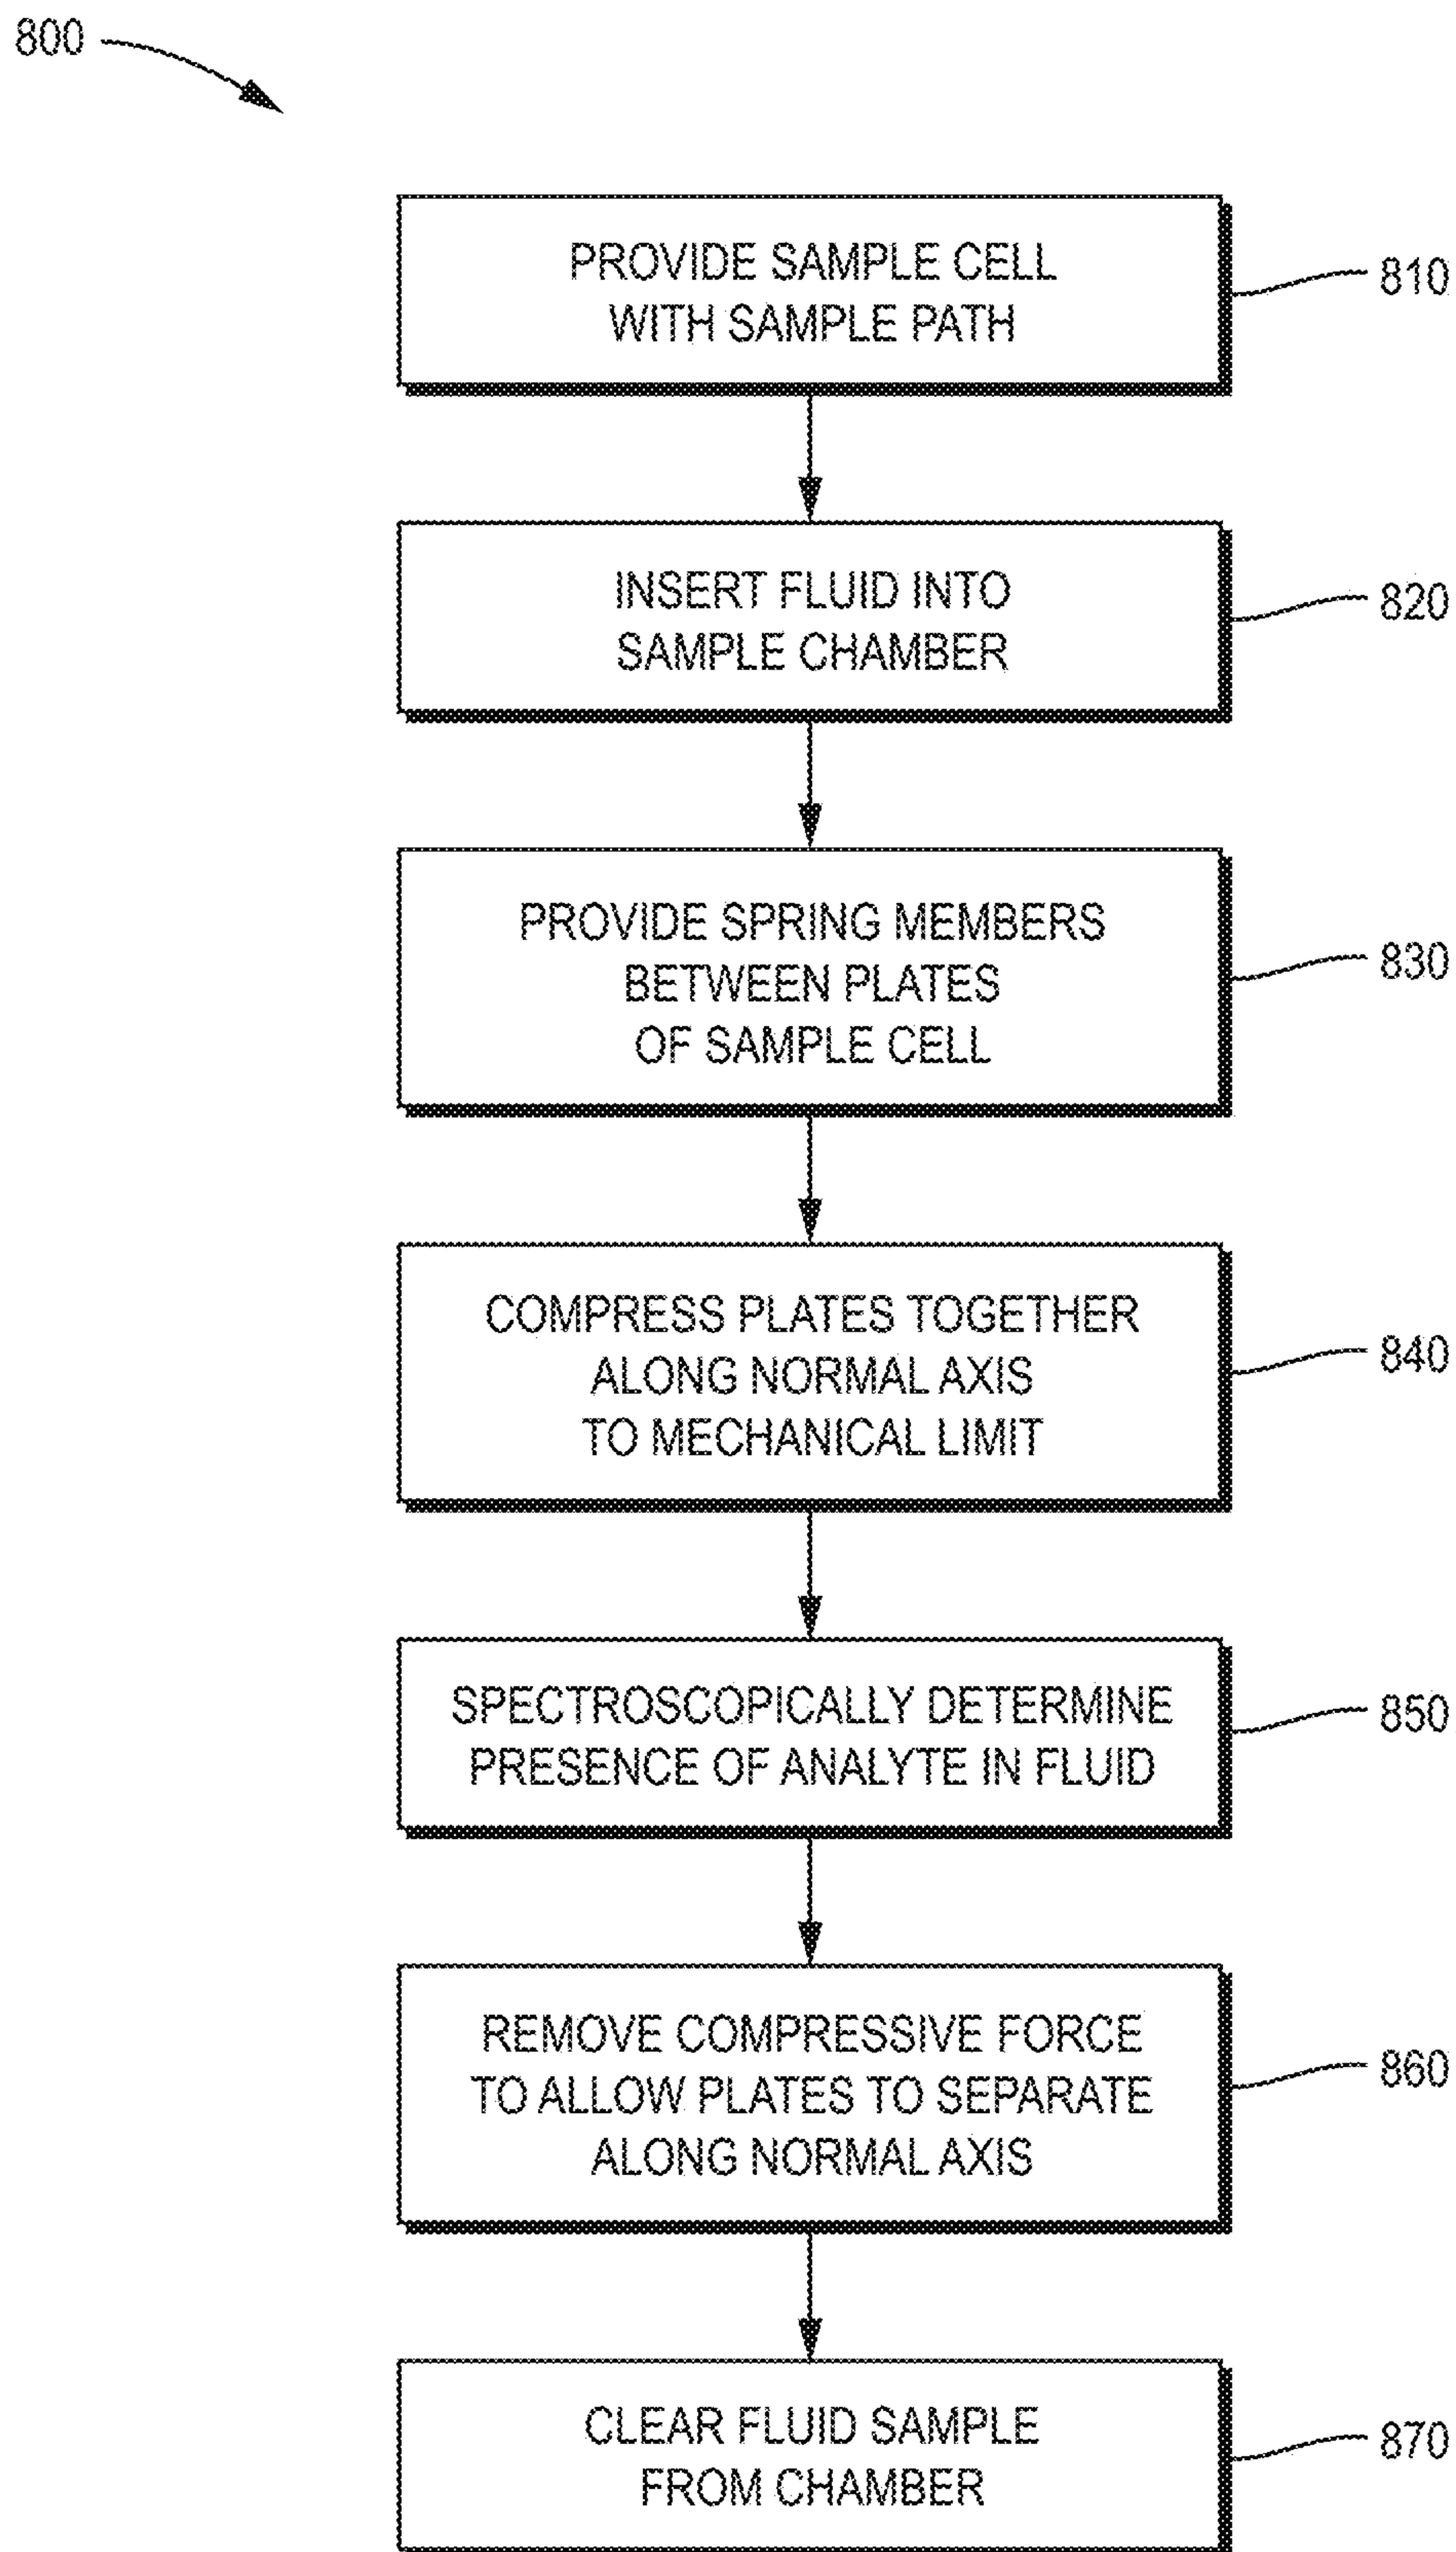 800
PROVIDE SAMPLE CELL
WITH SAMPLE PATH
810
INSERT FLUID INTO
SAMPLE CHAMBER
820
PROVIDE SPRING MEMBERS
BETWEEN PLATES
OF SAMPLE CELL
830
COMPRESS PLATES TOGETHER
ALONG NORMAL AXIS
TO MECHANICAL LIMIT
840
SPECTROSCOPICALLY DETERMINE
PRESENCE OF ANALYTE IN FLUID
850
REMOVE COMPRESSIVE FORCE
TO ALLOW PLATES TO SEPARATE
ALONG NORMAL AXIS
860
CLEAR FLUID SAMPLE
FROM CHAMBER
870